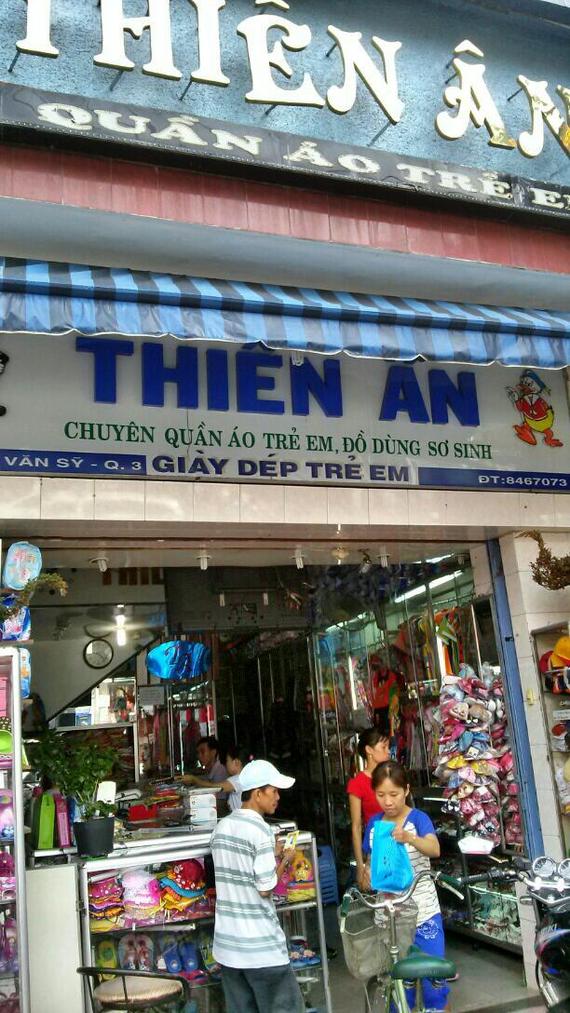 THIÊN ÂN
QUẦN ÁO TRẺ E
THIÊN ÂN
CHUYÊN QUẦN ÁO TRẺ EM, ĐỒ DÙNG SƠ SINH
VĂN SỸ - Q. 3 GIÀY DÉP TRẺ EM ĐT:8467073